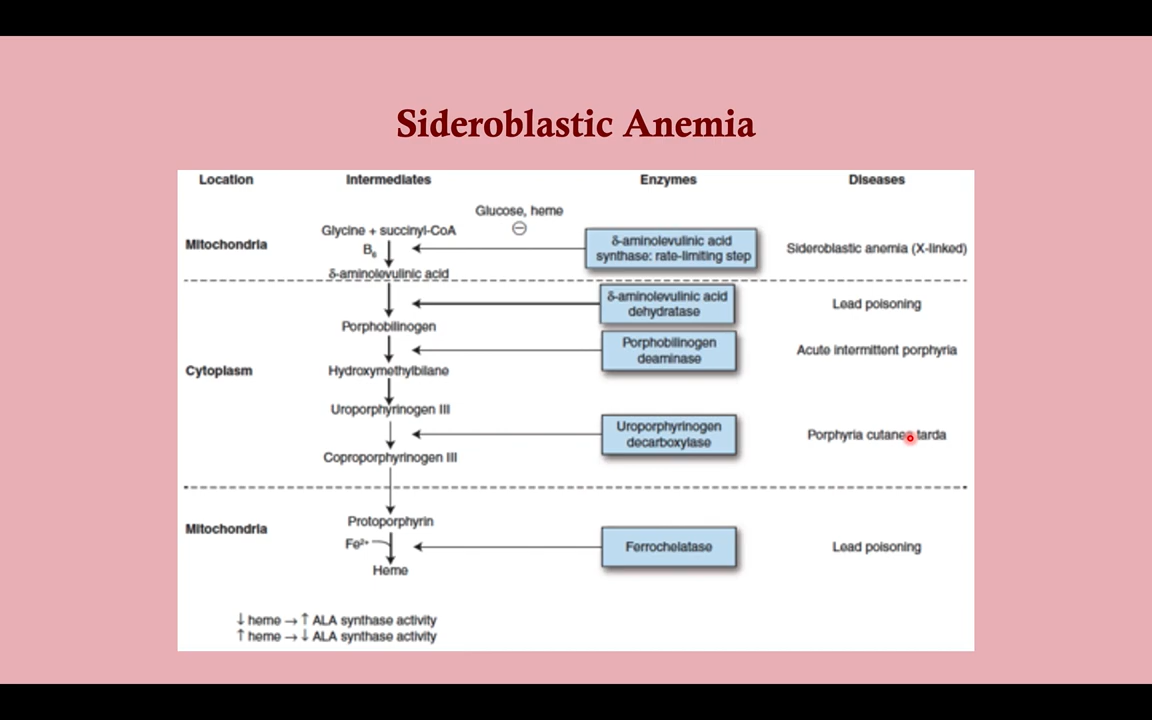 Sideroblastic Anemia
Location Intermediates Enzymes Diseases
Glucose, heme
⊖
Glycine + succinyl-CoA
Mitochondria
B₆
δ-aminolevulinic acid
synthase: rate-limiting step
Sideroblastic anemia (X-linked)
δ-aminolevulinic acid
δ-aminolevulinic acid
dehydratase
Lead poisoning
Porphobilinogen
Porphobilinogen
deaminase
Acute intermittent porphyria
Cytoplasm
Hydroxymethylbilane
Uroporphyrinogen III
Uroporphyrinogen
decarboxylase
Porphyria cutanea tarda
Coproporphyrinogen III
Mitochondria
Protoporphyrin
Fe²⁺
Ferrochelatase
Lead poisoning
Heme
↓ heme → ↑ ALA synthase activity
↑ heme → ↓ ALA synthase activity